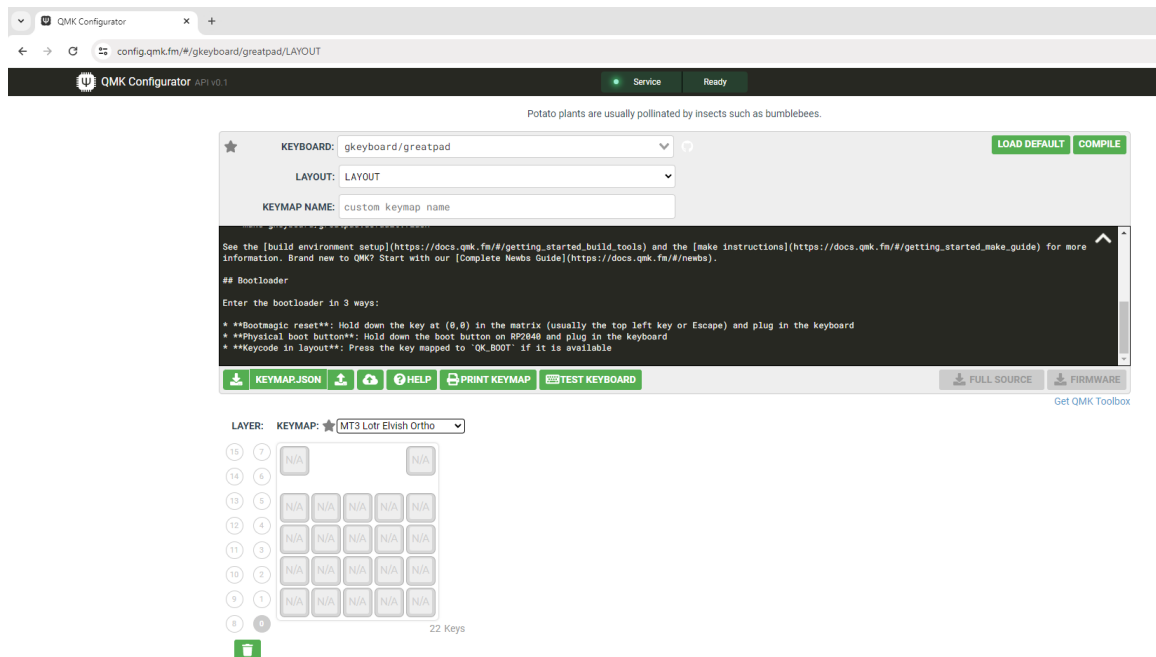 QMK Configurator
config.qmk.fm/#/gkeyboard/greatpad/LAYOUT
QMK Configurator API v0.1
Service Ready
Potato plants are usually pollinated by insects such as bumblebees.
KEYBOARD: gkeyboard/greatpad
LOAD DEFAULT COMPILE
LAYOUT: LAYOUT
KEYMAP NAME: custom keymap name
See the [build environment setup](https://docs.qmk.fm/#/getting_started_build_tools) and the [make instructions](https://docs.qmk.fm/#/getting_started_make_guide) for more
information. Brand new to QMK? Start with our [Complete Newbs Guide](https://docs.qmk.fm/#/newbs).
## Bootloader
Enter the bootloader in 3 ways:
* **Bootmagic reset**: Hold down the key at (0,0) in the matrix (usually the top left key or Escape) and plug in the keyboard
* **Physical boot button**: Hold down the boot button on RP2040 and plug in the keyboard
* **Keycode in layout**: Press the key mapped to `QK_BOOT` if it is available
KEYMAP.JSON HELP PRINT KEYMAP TEST KEYBOARD FULL SOURCE FIRMWARE
Get QMK Toolbox
LAYER: KEYMAP: MT3 Lotr Elvish Ortho
15 7 N/A N/A
14 6
13 5 N/A N/A N/A N/A N/A
12 4 N/A N/A N/A N/A N/A
11 3
10 2 N/A N/A N/A N/A N/A
9 1 N/A N/A N/A N/A N/A
8 0
22 Keys